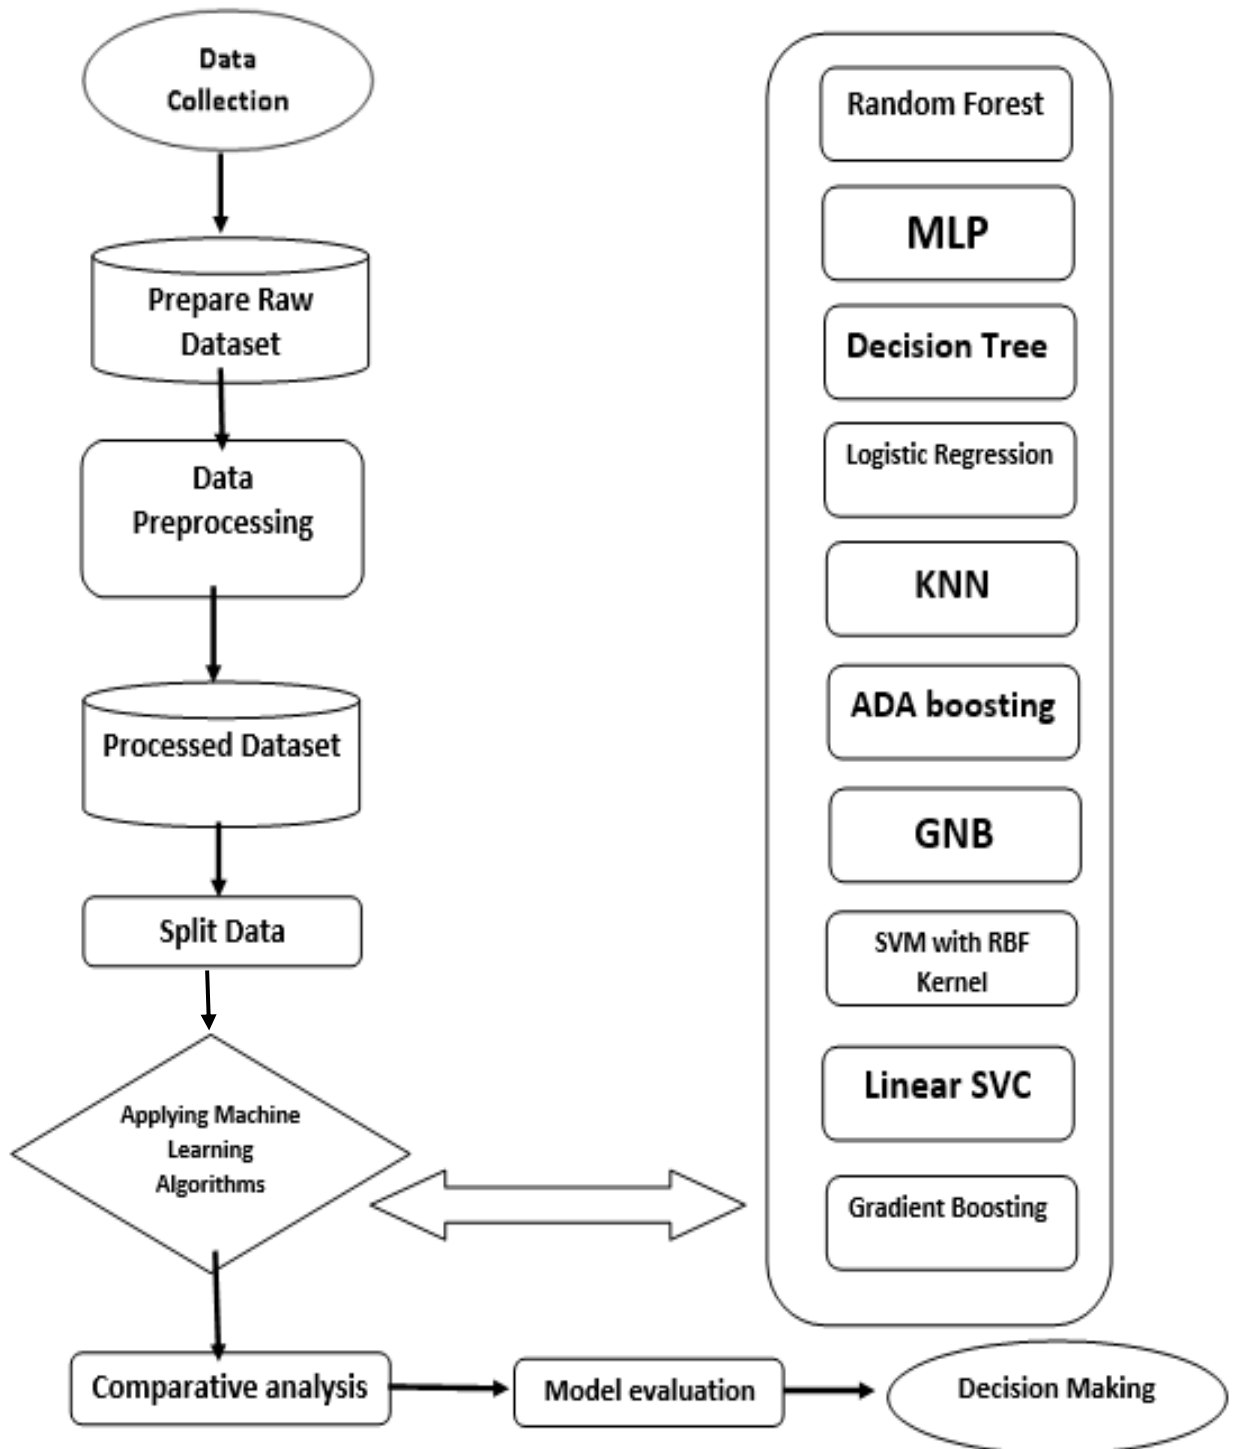 Data
Collection
Prepare Raw
Dataset
Data
Preprocessing
Processed Dataset
Split Data
Applying Machine
Learning
Algorithms
Comparative analysis
Model evaluation
Decision Making
Random Forest
MLP
Decision Tree
Logistic Regression
KNN
ADA boosting
GNB
SVM with RBF
Kernel
Linear SVC
Gradient Boosting